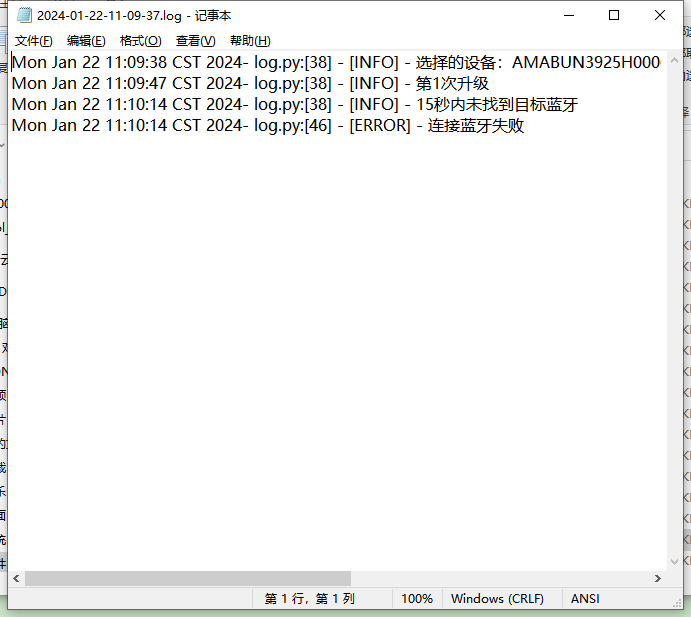 2024-01-22-11-09-37.log - 记事本
文件(F) 编辑(E) 格式(O) 查看(V) 帮助(H)
Mon Jan 22 11:09:38 CST 2024- log.py:[38] - [INFO] - 选择的设备：AMABUN3925H000
Mon Jan 22 11:09:47 CST 2024- log.py:[38] - [INFO] - 第1次升级
Mon Jan 22 11:10:14 CST 2024- log.py:[38] - [INFO] - 15秒内未找到目标蓝牙
Mon Jan 22 11:10:14 CST 2024- log.py:[46] - [ERROR] - 连接蓝牙失败
第 1 行，第 1 列 100% Windows (CRLF) ANSI